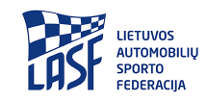 LASF
LIETUVOS
AUTOMOBILIŲ
SPORTO
FEDERACIJA